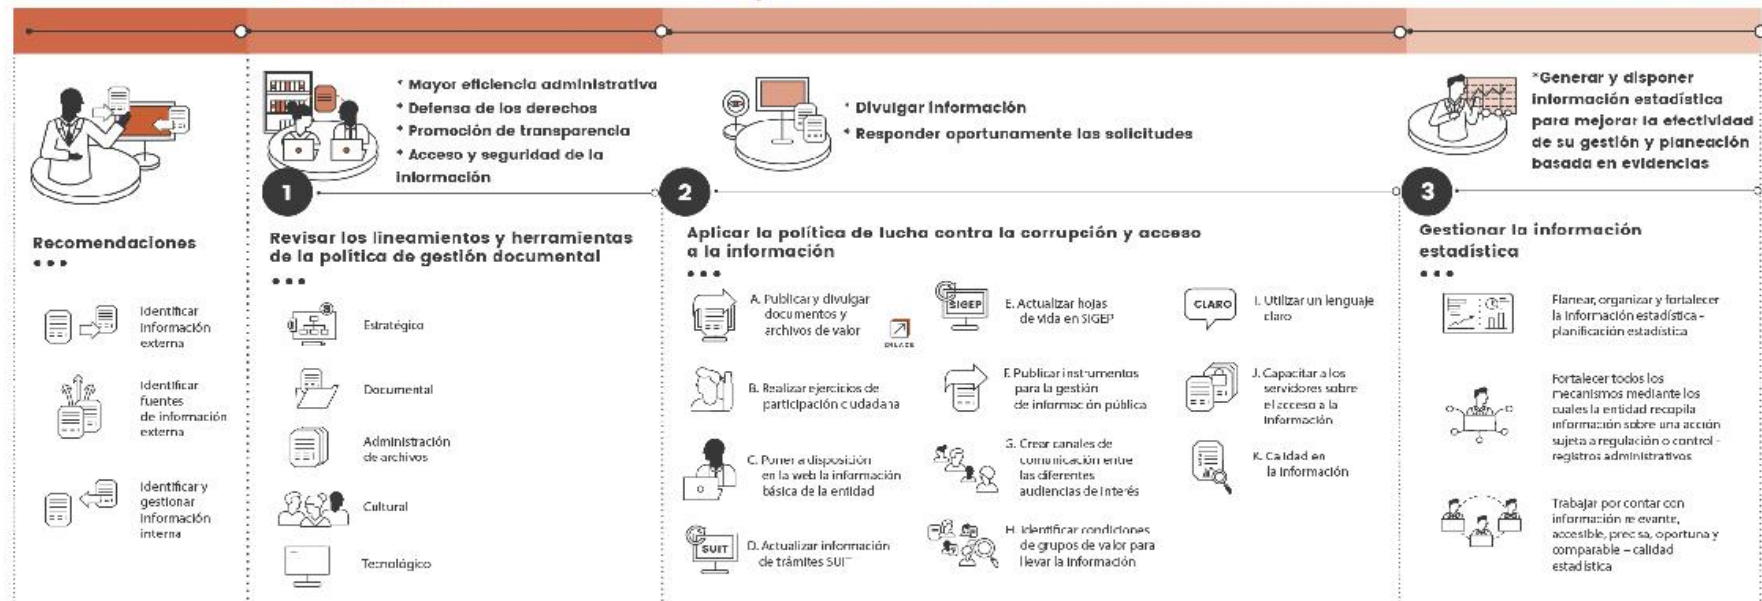 Recomendaciones
Identificar
información
externa
Identificar
fuentes
de información
externa
Identificar y
gestionar
información
interna
* Mayor eficiencia administrativa
* Defensa de los derechos
* Promoción de transparencia
* Acceso y seguridad de la
información
1
Revisar los lineamientos y herramientas
de la política de gestión documental
Estratégico
Documental
Administración
de archivos
Cultural
Tecnológico
* Divulgar información
* Responder oportunamente las solicitudes
2
Aplicar la política de lucha contra la corrupción y acceso
a la información
A. Publicar y divulgar
documentos y
archivos de valor
ENLACE
B. Realizar ejercicios de
participación ciudadana
C. Poner a disposición
en la web la información
básica de la entidad
SUIT
D. Actualizar información
de trámites SUIT
SIGEP
E. Actualizar hojas
de vida en SIGEP
F. Publicar instrumentos
para la gestión
de información pública
G. Crear canales de
comunicación entre
las diferentes
audiencias de interés
H. Identificar condiciones
de grupos de valor para
llevar la información
CLARO
I. Utilizar un lenguaje
claro
J. Capacitar a los
servidores sobre
el acceso a la
información
K. Calidad en
la información
*Generar y disponer
información estadística
para mejorar la efectividad
de su gestión y planeación
basada en evidencias
3
Gestionar la información
estadística
Planear, organizar y fortalecer
la información estadística –
planificación estadística
Fortalecer todos los
mecanismos mediante los
cuales la entidad recopila
información sobre una acción
sujeta a regulación o control -
registros administrativos
Trabajar por contar con
información relevante,
accesible, precisa, oportuna y
comparable – calidad
estadística